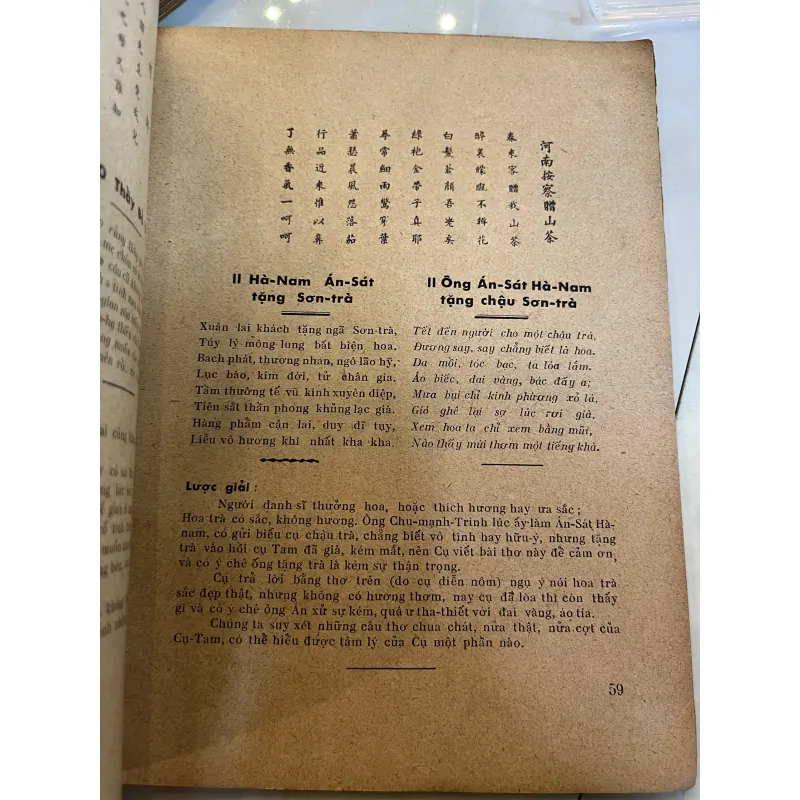 河南按察贈山茶
春來客贈我山茶
醉裏朦朧不辨花
白髮蒼顔吾老矣
綠袍金帶子真耶
尋常細雨驚穿葉
蕭瑟晨風恐落茄
行品近來惟以鼻
了無香氣一呵呵
II Hà-Nam Án-Sát
tặng Sơn-trà
Xuân lai khách tặng ngã Sơn-trà,
Túy lý mông lung bất biện hoa.
Bạch phát, thương nhan, ngô lão hỹ,
Lục bào, kim đới, tử chân gia.
Tầm thường tế vũ kinh xuyên diệp,
Tiêu sắt thần phong khủng lạc già.
Hàng phẩm cận lai, duy dĩ tụy,
Liễu vô hương khí nhất kha kha.
II Ông Án-Sát Hà-Nam
tặng chậu Sơn-trà
Tết đến người cho một chậu trà,
Đương say, say chẳng biết là hoa.
Da mồi, tóc bạc, ta lòa lắm.
Áo biếc, đai vàng, bác đấy a;
Mưa bụi chỉ kinh phường xỏ lá,
Gió ghê lại sợ lúc rơi già,
Xem hoa ta chỉ xem bằng mũi,
Nào thấy mùi thơm một tiếng khà.
Lược giải :
Người danh sĩ thưởng hoa, hoặc thích hương hay ưa sắc ;
Hoa trà có sắc, không hương. Ông Chu-mạnh-Trinh lúc ấy làm Án-Sát Hà-
nam, có gửi biếu cụ chậu trà, chẳng biết vô tình hay hữu-ý, nhưng tặng
trà vào hồi cụ Tam đã già, kém mắt, nên Cụ viết bài thơ này để cảm ơn,
và có ý chê ông tặng trà là kém sự thận trọng.
Cụ trả lời bằng thơ trên (do cụ diễn nôm) ngụ ý nói hoa trà
sắc đẹp thật, nhưng không có hương thơm, nay cụ đã lòa thì còn thấy
gì và có ý chê ông Án xử sự kém, quá ư tha-thiết với đai vàng, áo tía.
Chúng ta suy xét những câu thơ chua chát, nửa thật, nửa cợt của
Cụ-Tam, có thể hiểu được tâm lý của Cụ một phần nào.
59